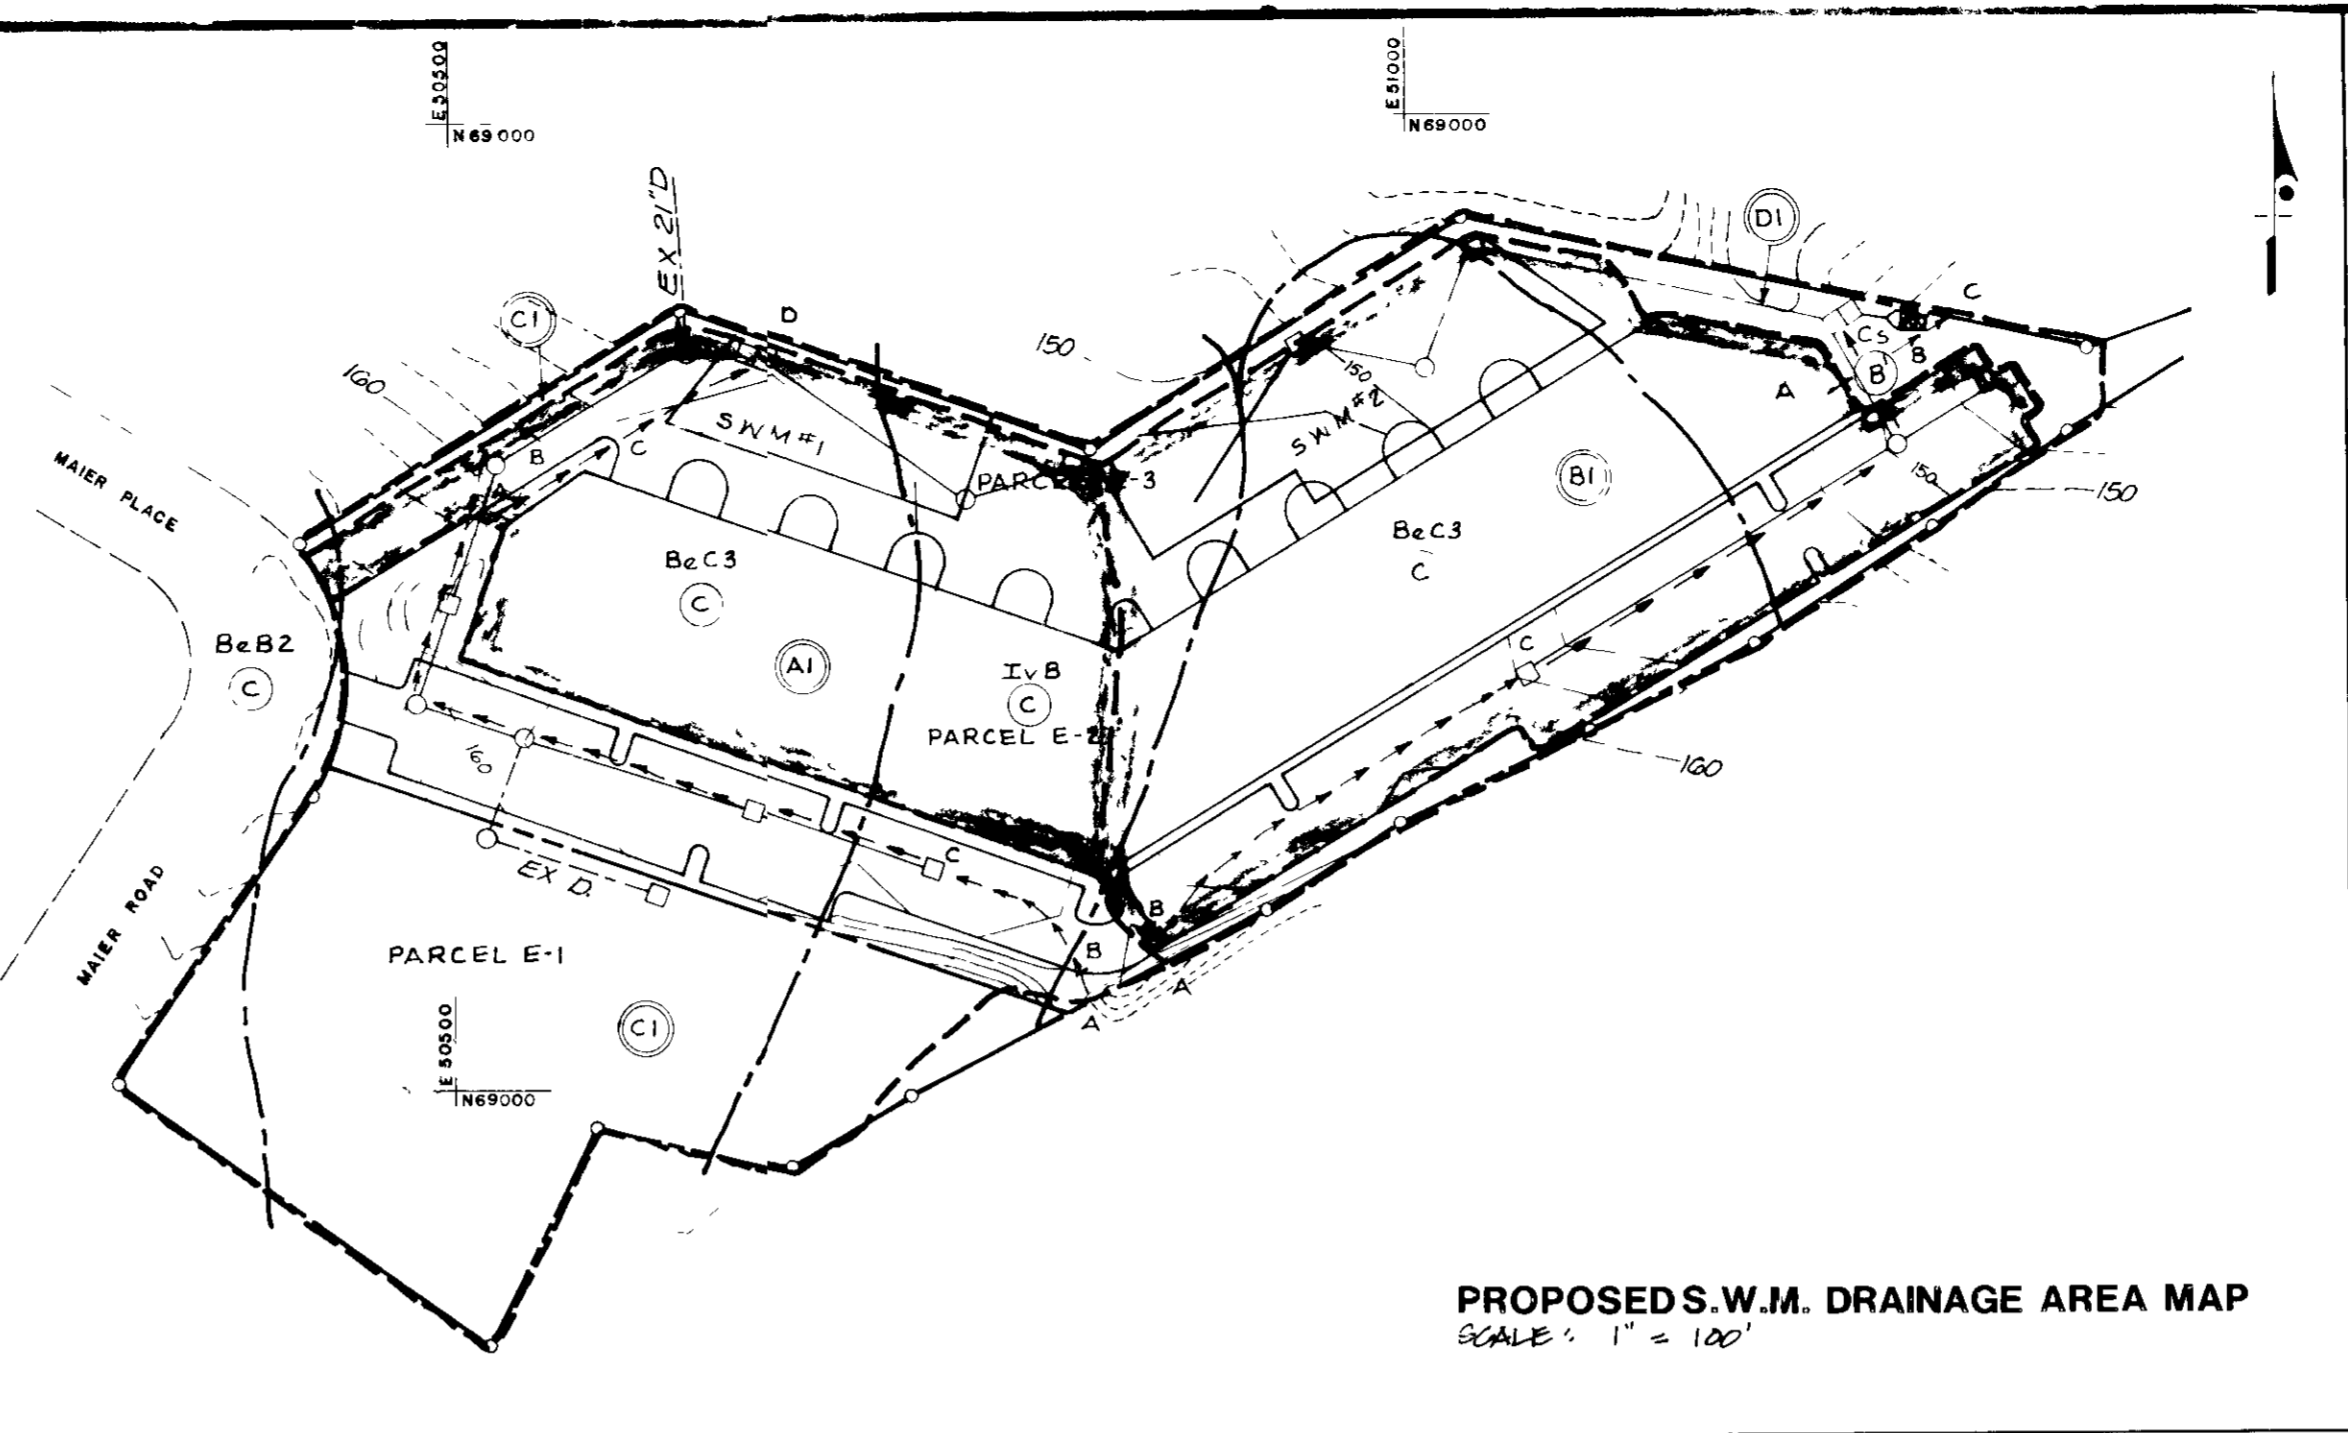 E50500
N69000
E51000
N69000
EX 21"D
D1
C1
D
C
150
160
Cs
B
B
A
150
SWM#2
SWM#1
B
C
A
PARCEL E-3
B1
150
150
MAIER PLACE
BeC3
C
BeC3
C
BeB2
C
A1
IvB
C
C
PARCEL E-2
160
160
C
EX D.
MAIER ROAD
B
B
PARCEL E-1
A
A
C1
E50500
N69000
PROPOSED S.W.M. DRAINAGE AREA MAP
SCALE: 1" = 100'